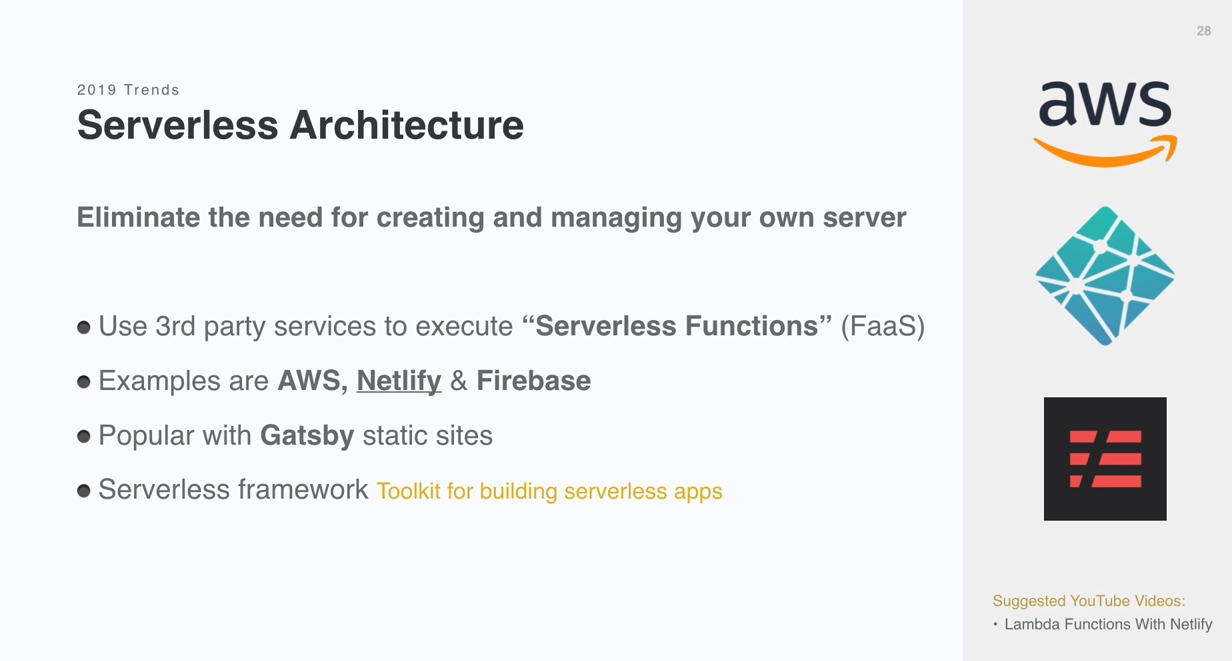 28
2019 Trends
Serverless Architecture
Eliminate the need for creating and managing your own server
Use 3rd party services to execute “Serverless Functions” (FaaS)
Examples are AWS, Netlify & Firebase
Popular with Gatsby static sites
Serverless framework Toolkit for building serverless apps
aws
Suggested YouTube Videos:
• Lambda Functions With Netlify